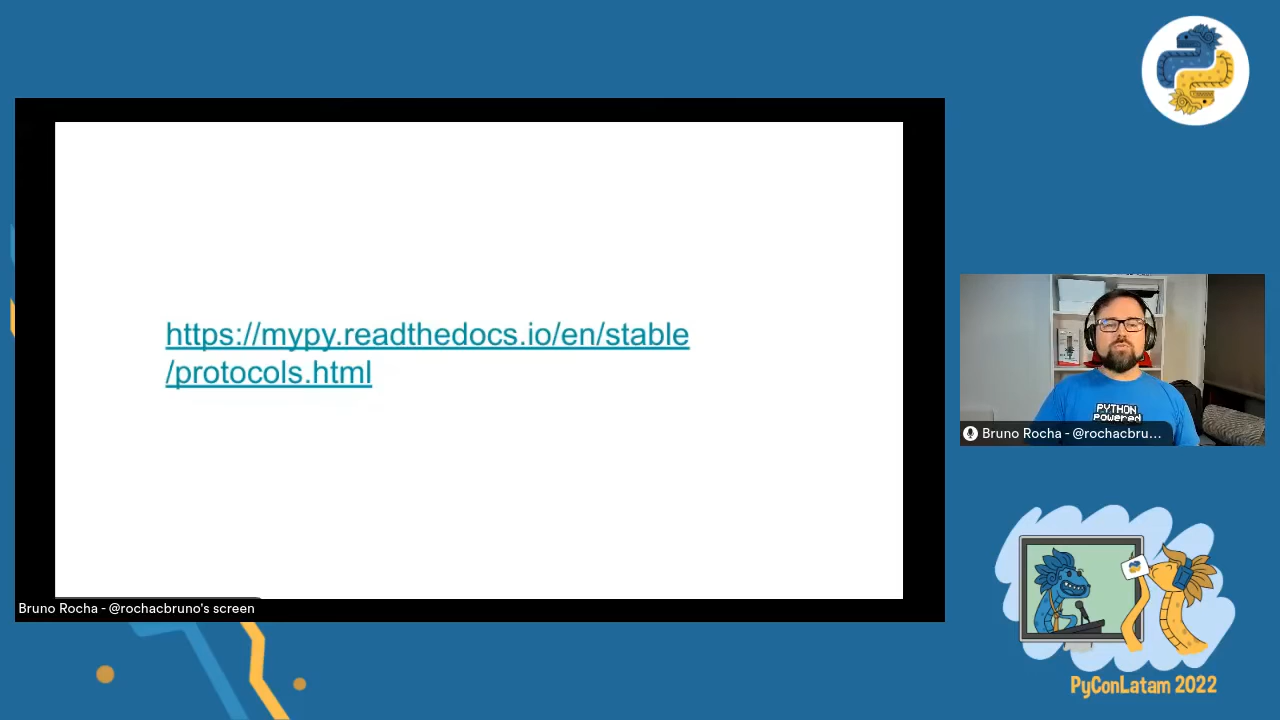 https://mypy.readthedocs.io/en/stable
/protocols.html
Bruno Rocha - @rochacbruno's screen
PYTHON
Powered
Bruno Rocha - @rochacbru...
PyConLatam 2022